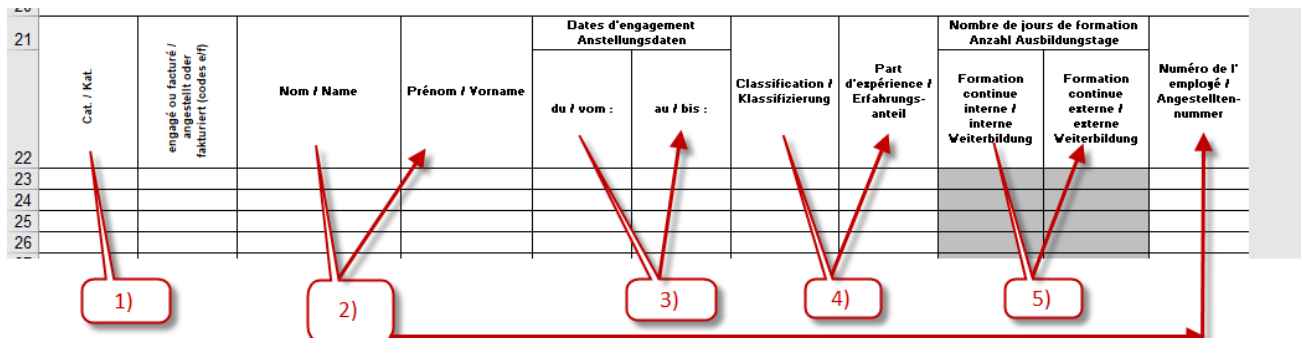 21
22
23
24
25
26
Cat. / Kat.
engagé ou facturé /
angestellt oder
fakturiert (codes e/f)
Nom / Name
Prénom / Vorname
Dates d'engagement
Anstellungsdaten
du / vom :
au / bis :
Classification /
Klassifizierung
Part
d'expérience /
Erfahrungs-
anteil
Nombre de jours de formation
Anzahl Ausbildungstage
Formation
continue
interne /
interne
Weiterbildung
Formation
continue
externe /
externe
Weiterbildung
Numéro de l'
employé /
Angestellten-
nummer
1)
2)
3)
4)
5)